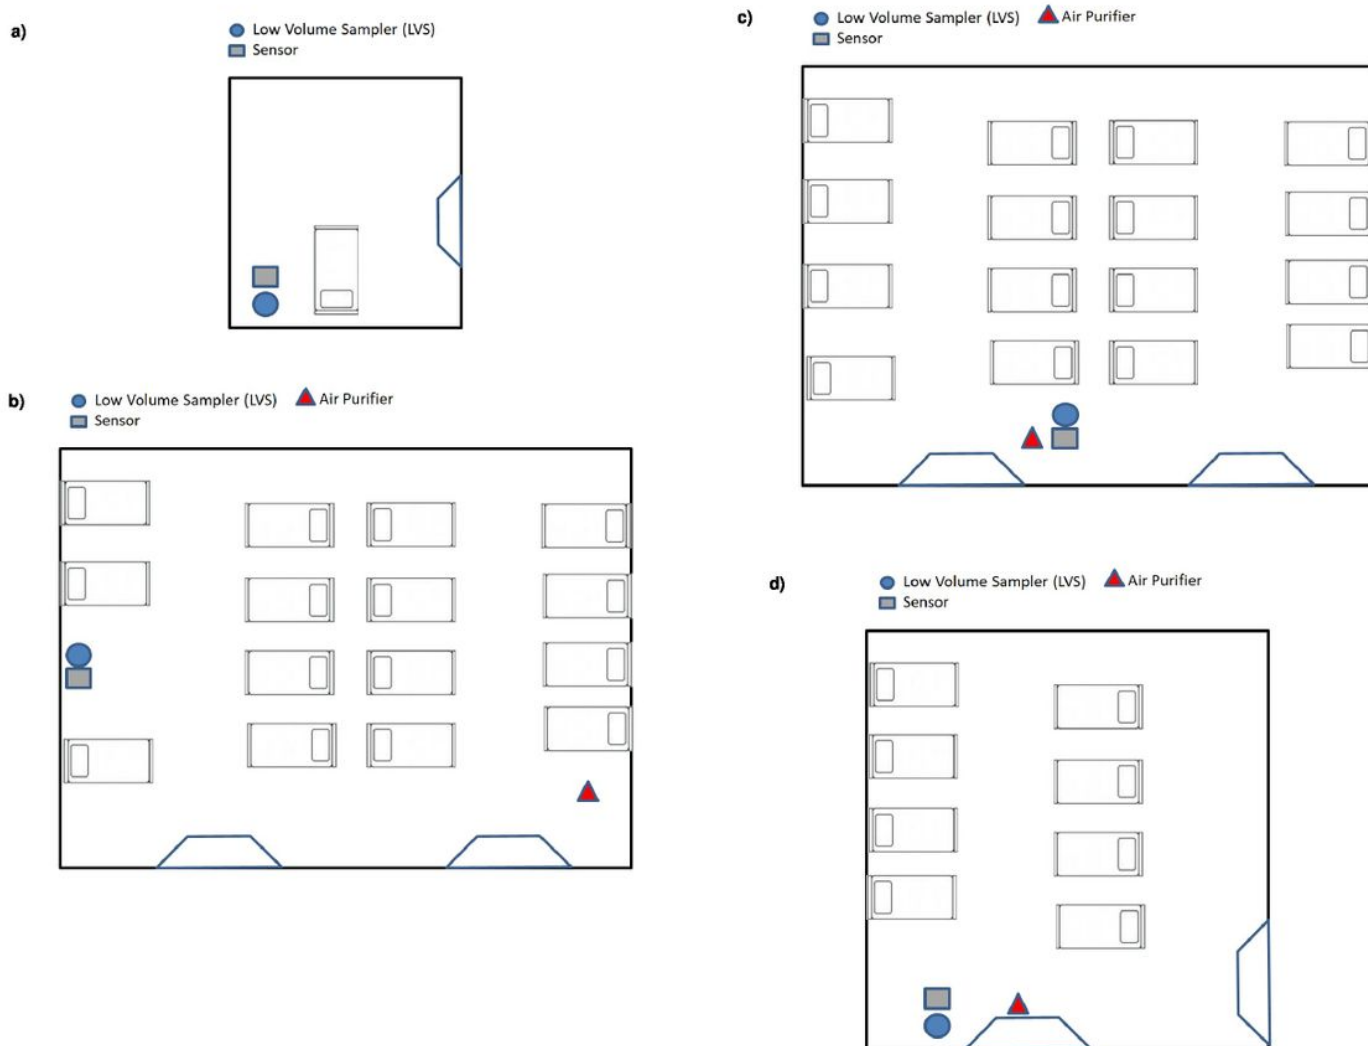 a)
Low Volume Sampler (LVS)
Sensor
b)
Low Volume Sampler (LVS) Air Purifier
Sensor
c)
Low Volume Sampler (LVS) Air Purifier
Sensor
d)
Low Volume Sampler (LVS) Air Purifier
Sensor